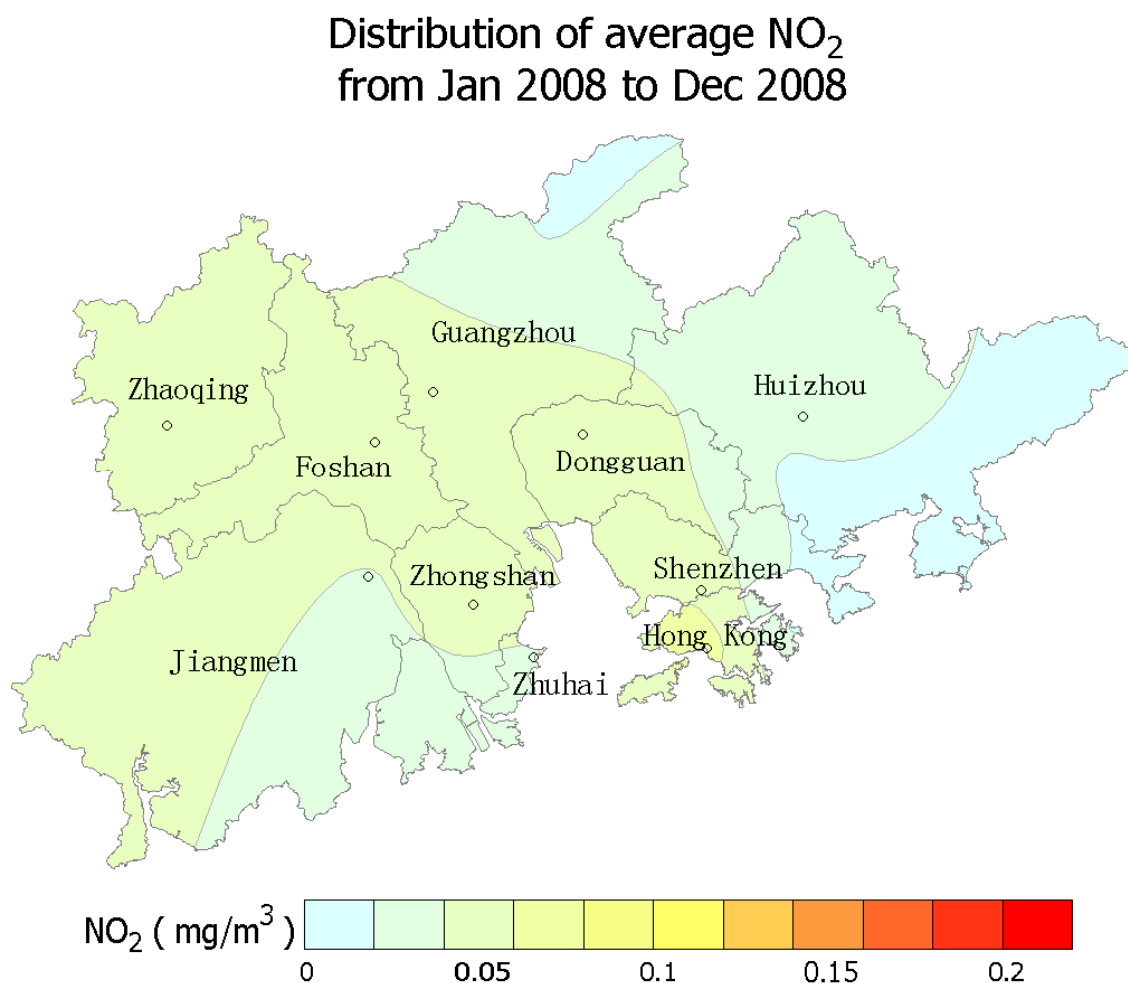 Distribution of average NO₂
from Jan 2008 to Dec 2008
Guangzhou
Zhaoqing
Huizhou
Foshan
Dongguan
Zhongshan
Shenzhen
Hong Kong
Jiangmen
Zhuhai
NO₂ ( mg/m³ )
0 0.05 0.1 0.15 0.2